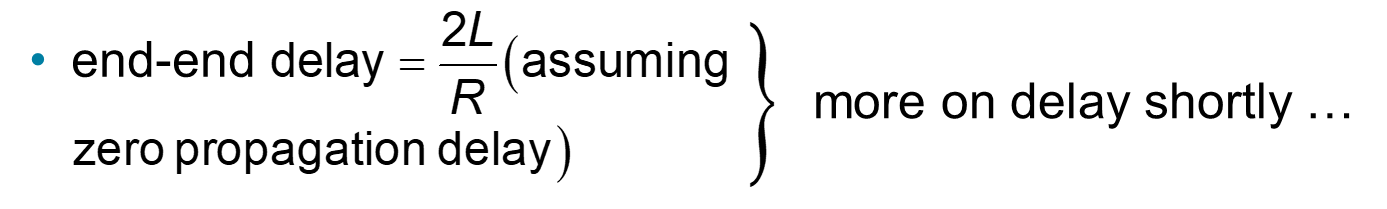 • end-end delay = 2L/R (assuming
zero propagation delay)
more on delay shortly …